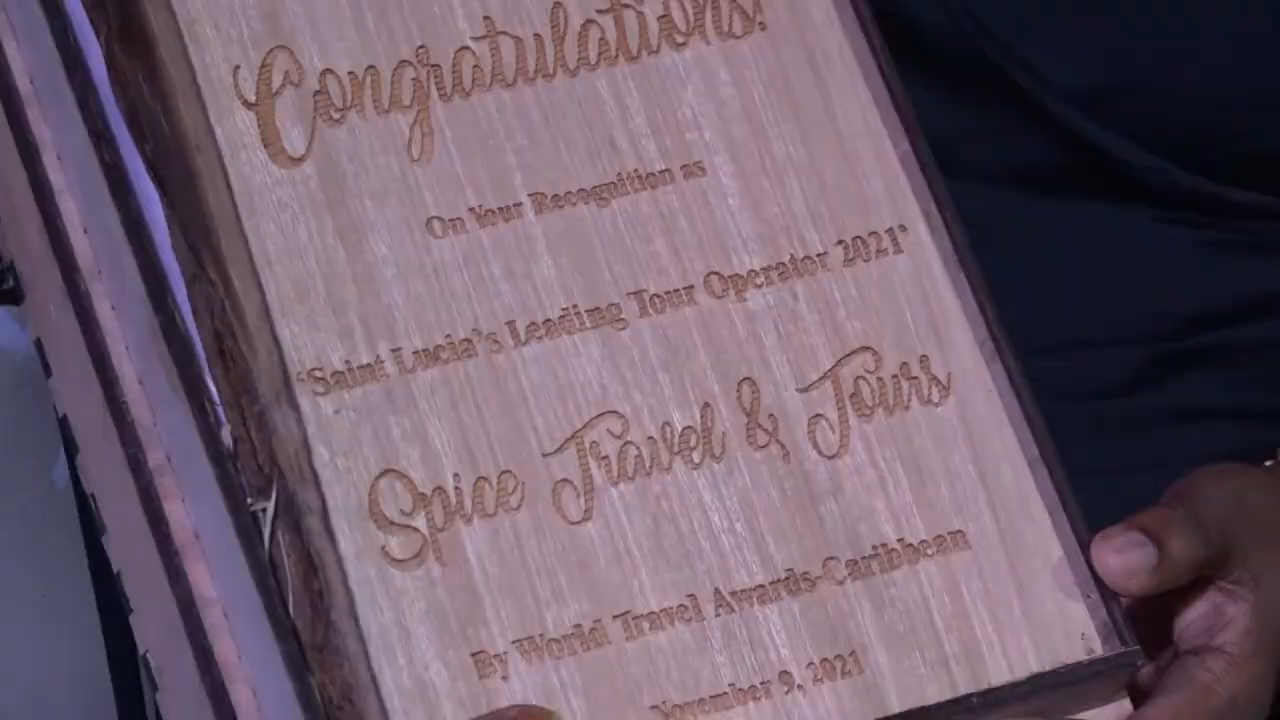 Congratulations!
On Your Recognition as
‘Saint Lucia’s Leading Tour Operator 2021’
Spice Travel & Tours
By World Travel Awards-Caribbean
November 9, 2021